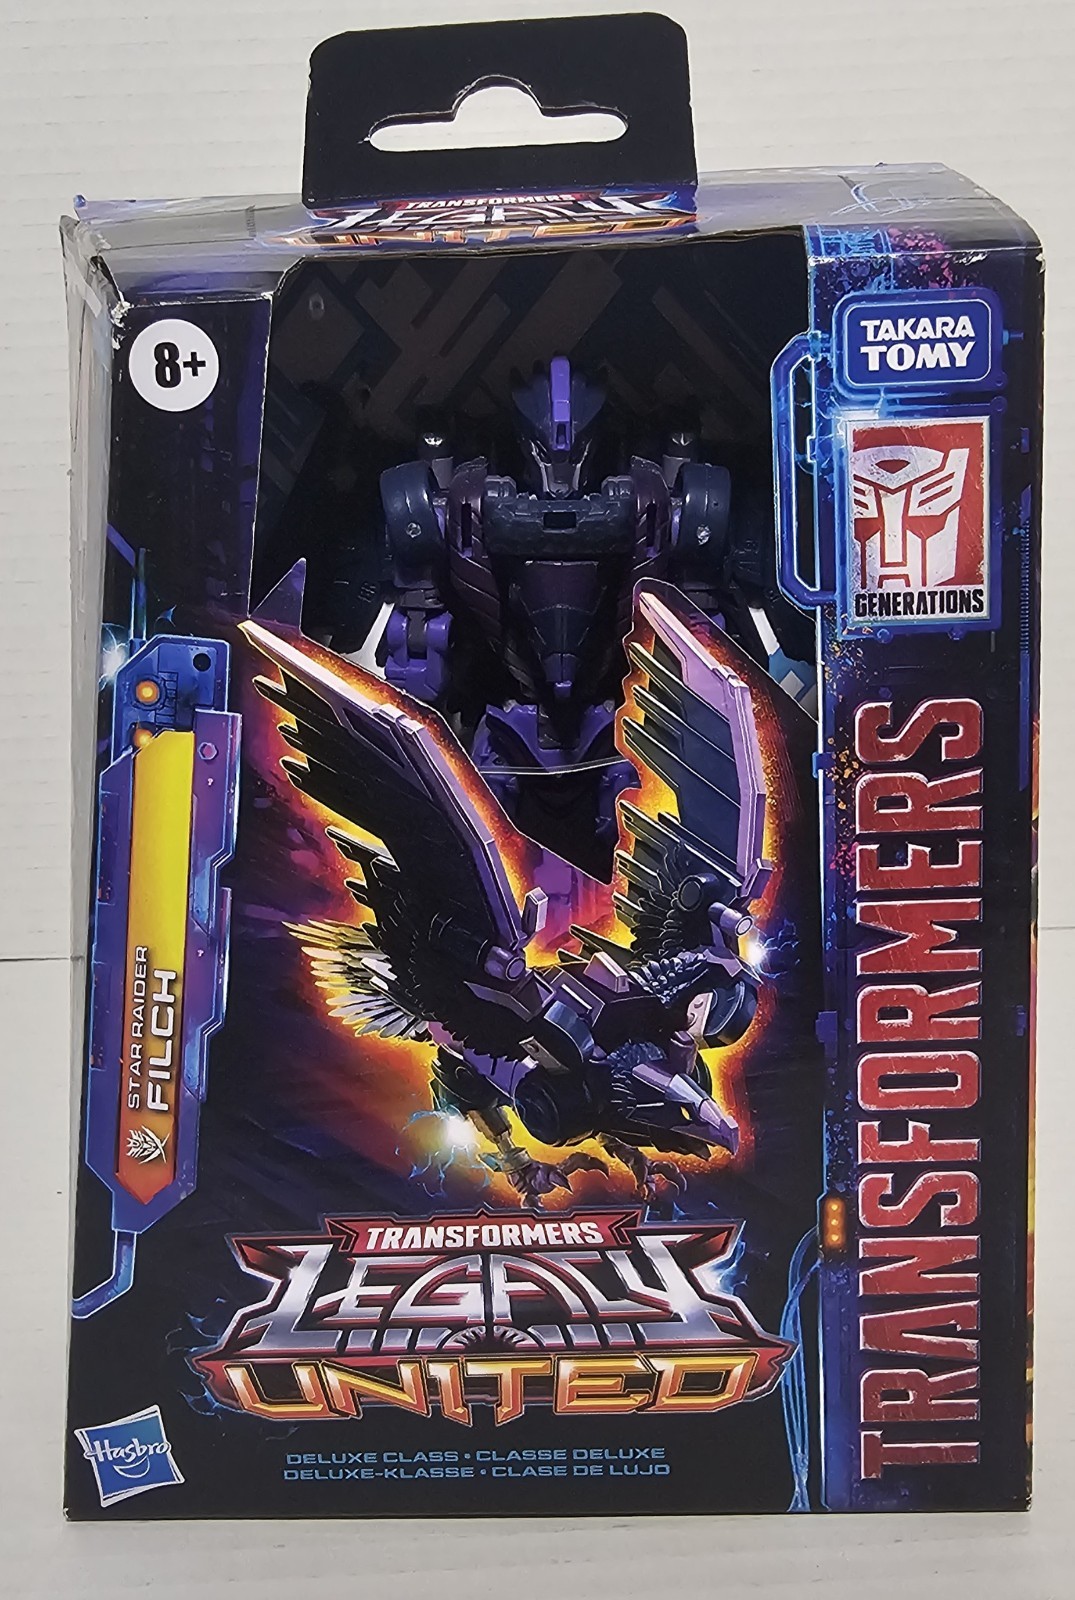 TRANSFORMERS
LEGACY
UNITED
8+
TAKARA
TOMY
GENERATIONS
TRANSFORMERS
STAR RAIDER
FILCH
TRANSFORMERS
LEGACY
UNITED
Hasbro
DELUXE CLASS • CLASSE DELUXE
DELUXE-KLASSE • CLASE DE LUJO